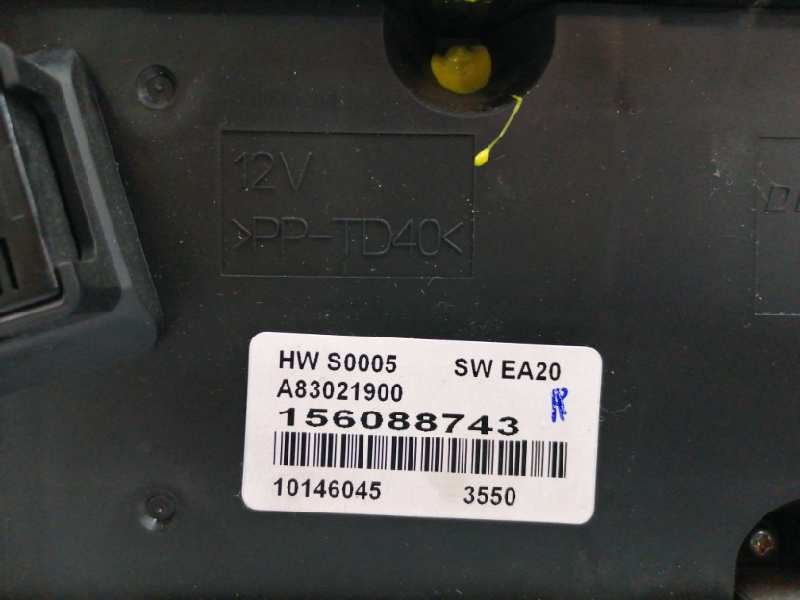 12V
>PP-TD40<
HW S0005 SW EA20
A83021900
R
156088743
10146045 3550